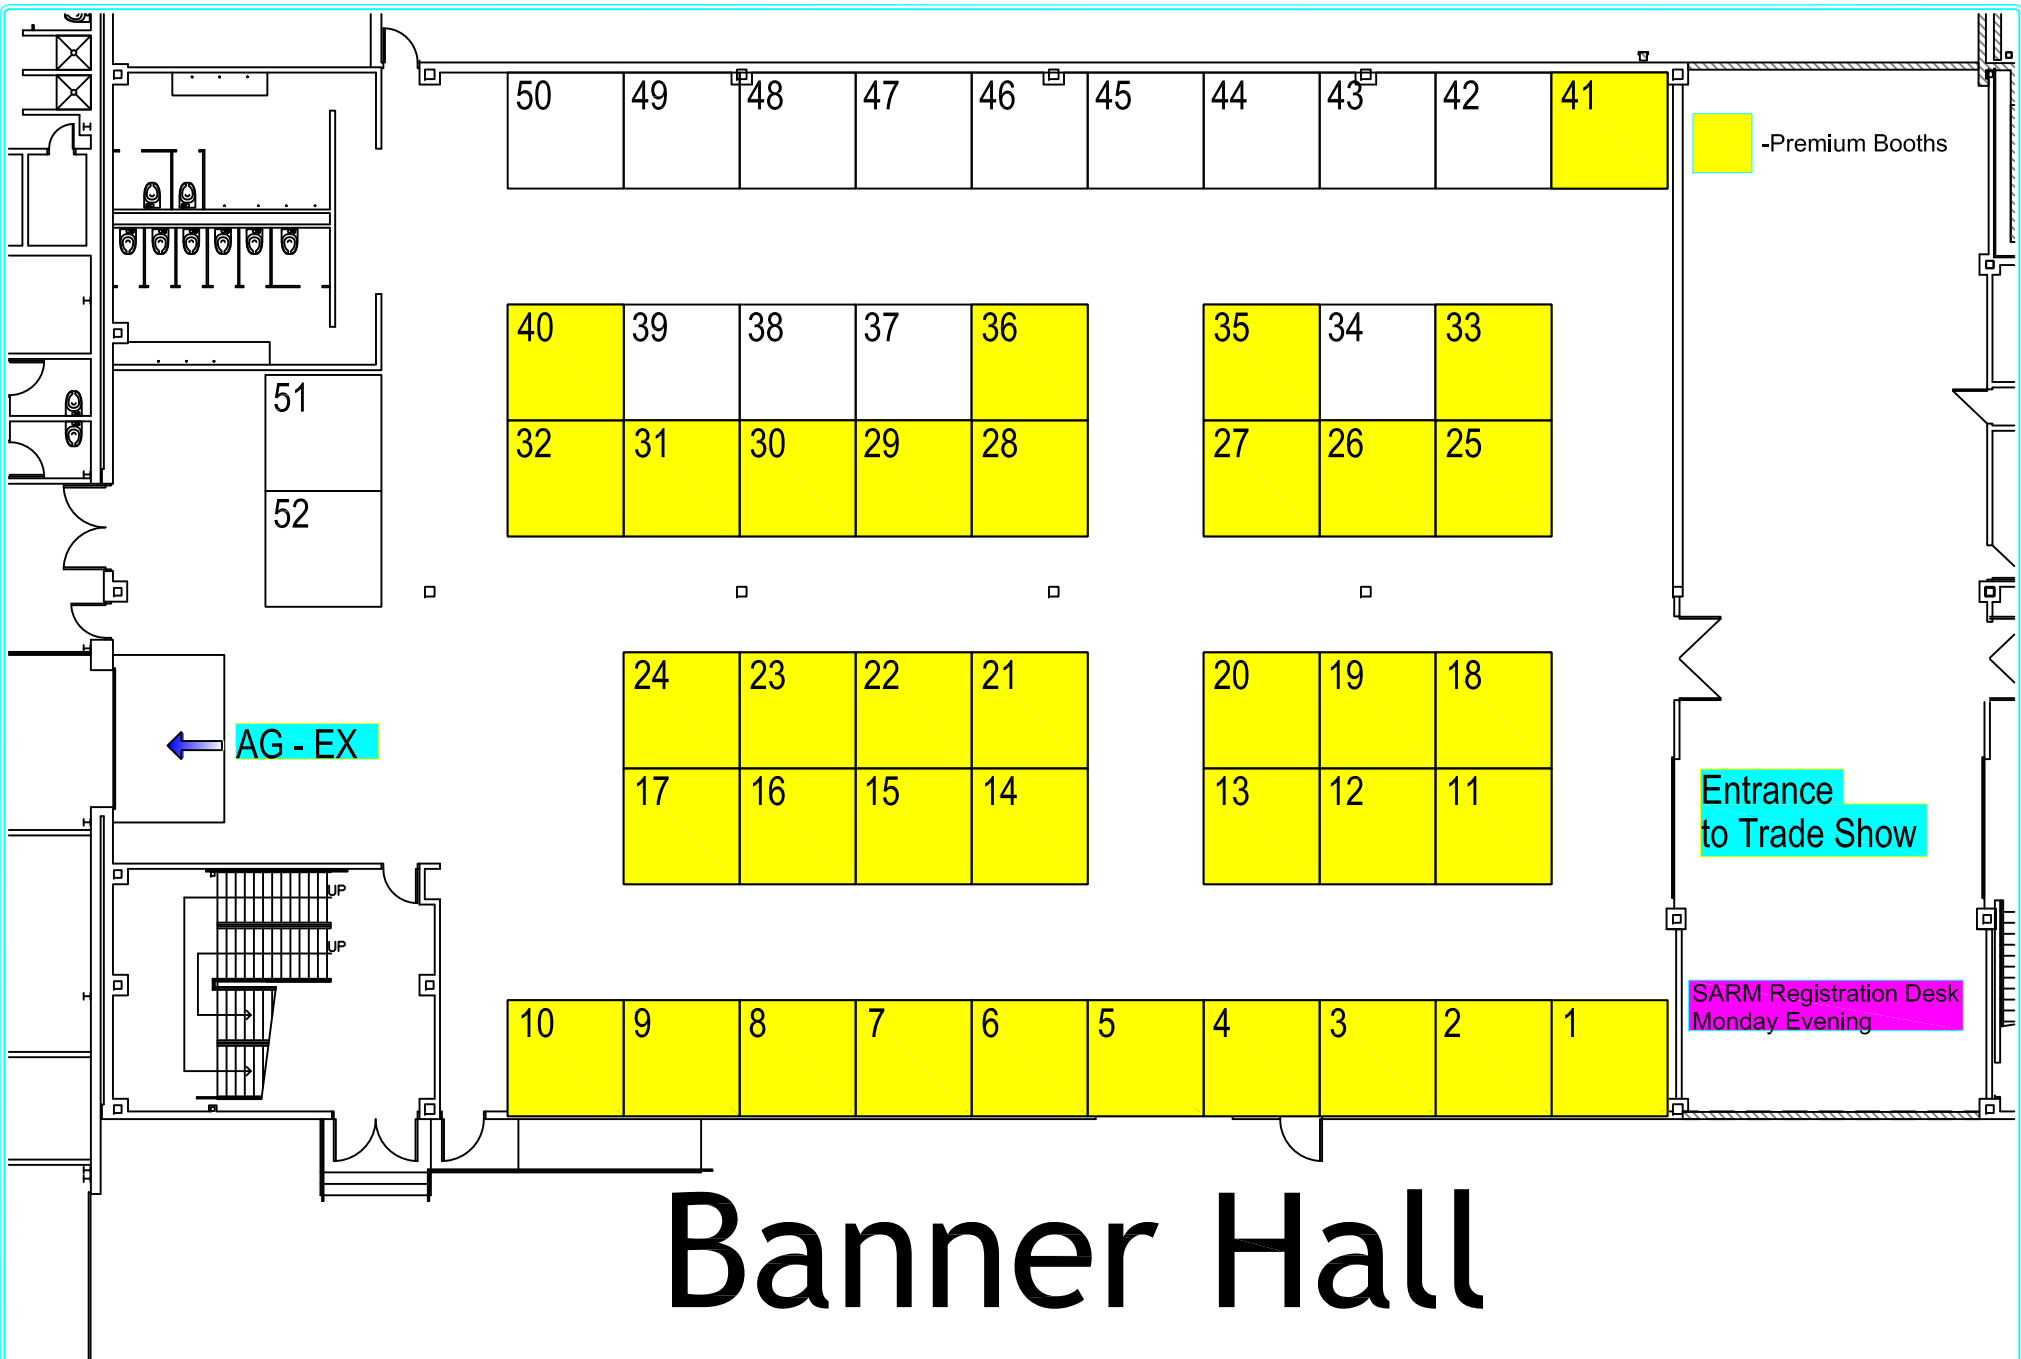 50 49 48 47 46 45 44 43 42 41
-Premium Booths
40 39 38 37 36 35 34 33
51
32 31 30 29 28 27 26 25
52
24 23 22 21 20 19 18
AG - EX
17 16 15 14 13 12 11
Entrance
to Trade Show
UP
UP
SARM Registration Desk
Monday Evening
10 9 8 7 6 5 4 3 2 1
Banner Hall